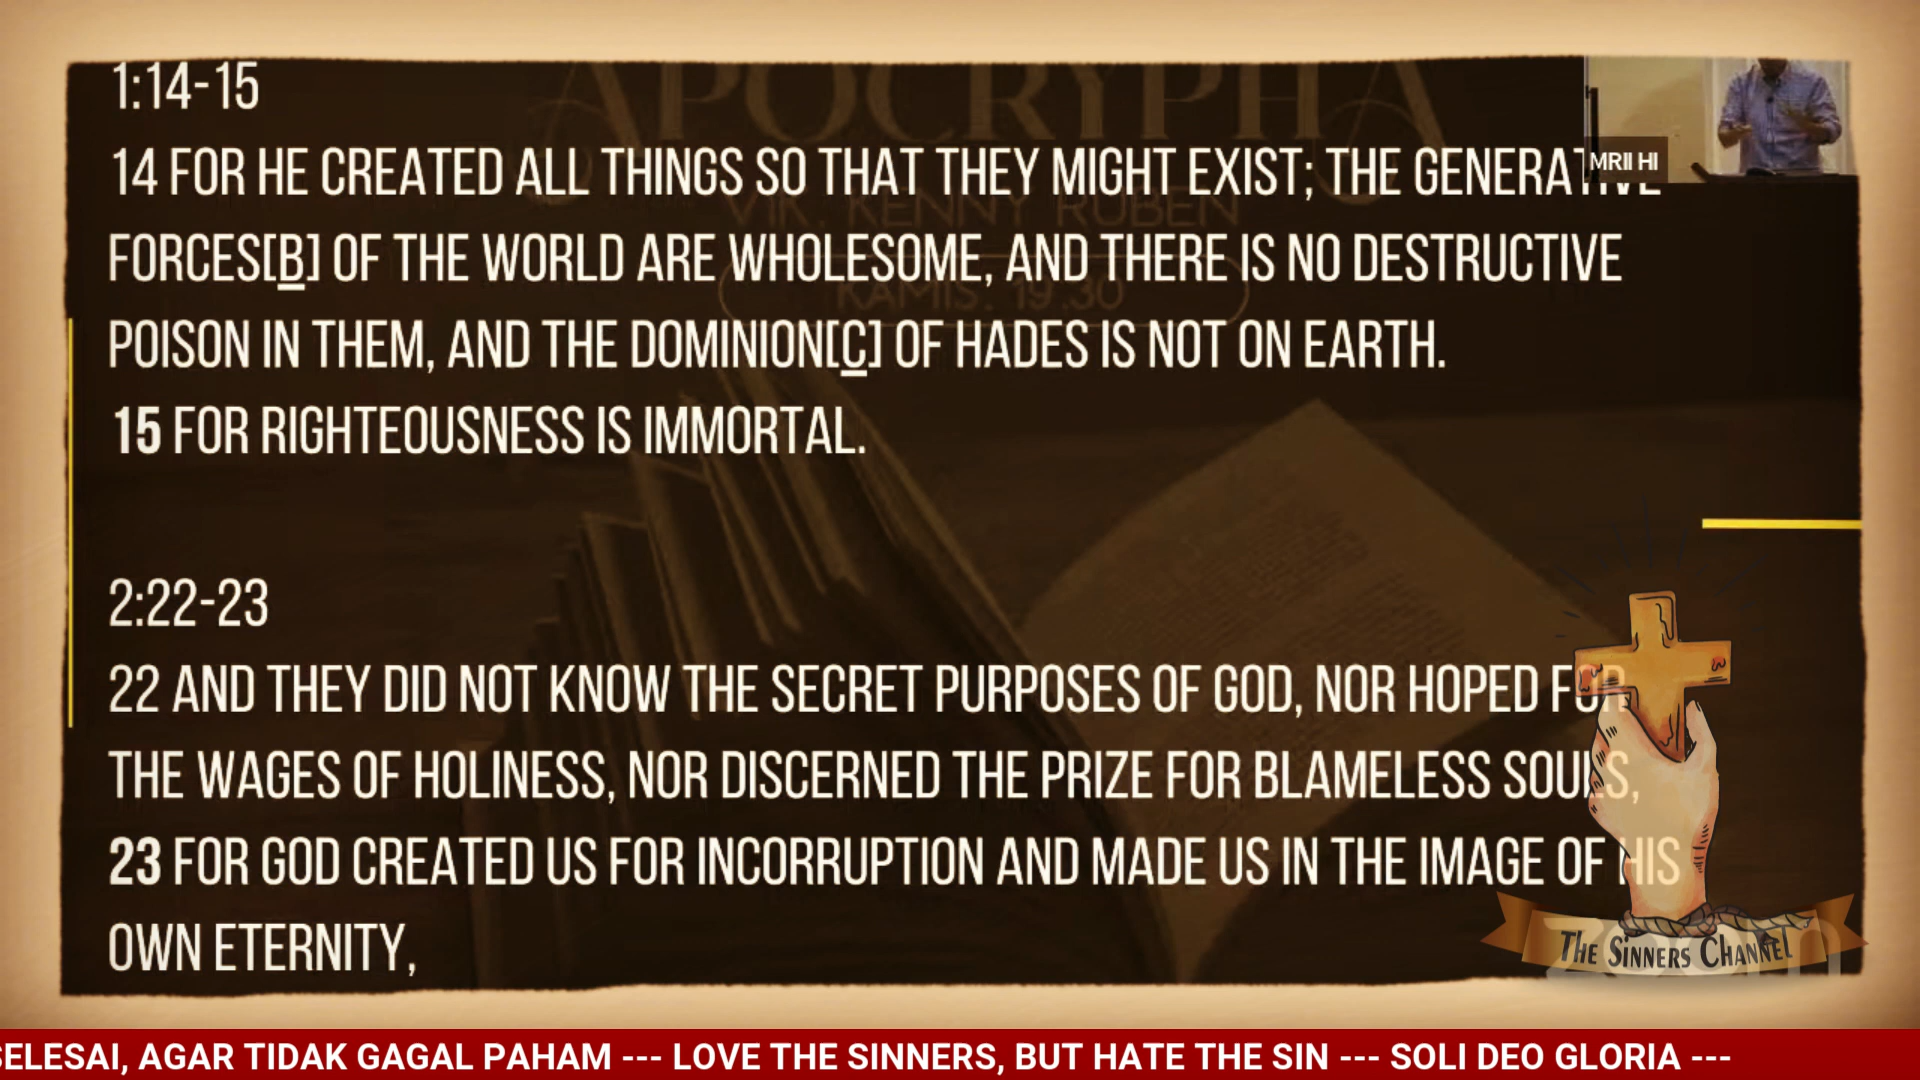 APOCRYPHA
VIK. KENNY RUBEN
KAMIS. 19.30
1:14-15
14 FOR HE CREATED ALL THINGS SO THAT THEY MIGHT EXIST; THE GENERATIVE
FORCES[B] OF THE WORLD ARE WHOLESOME, AND THERE IS NO DESTRUCTIVE
POISON IN THEM, AND THE DOMINION[C] OF HADES IS NOT ON EARTH.
15 FOR RIGHTEOUSNESS IS IMMORTAL.
2:22-23
22 AND THEY DID NOT KNOW THE SECRET PURPOSES OF GOD, NOR HOPED FOR
THE WAGES OF HOLINESS, NOR DISCERNED THE PRIZE FOR BLAMELESS SOULS,
23 FOR GOD CREATED US FOR INCORRUPTION AND MADE US IN THE IMAGE OF HIS
OWN ETERNITY,
MRII HI
THE SINNERS CHANNEL
zoom
SELESAI, AGAR TIDAK GAGAL PAHAM --- LOVE THE SINNERS, BUT HATE THE SIN --- SOLI DEO GLORIA ---